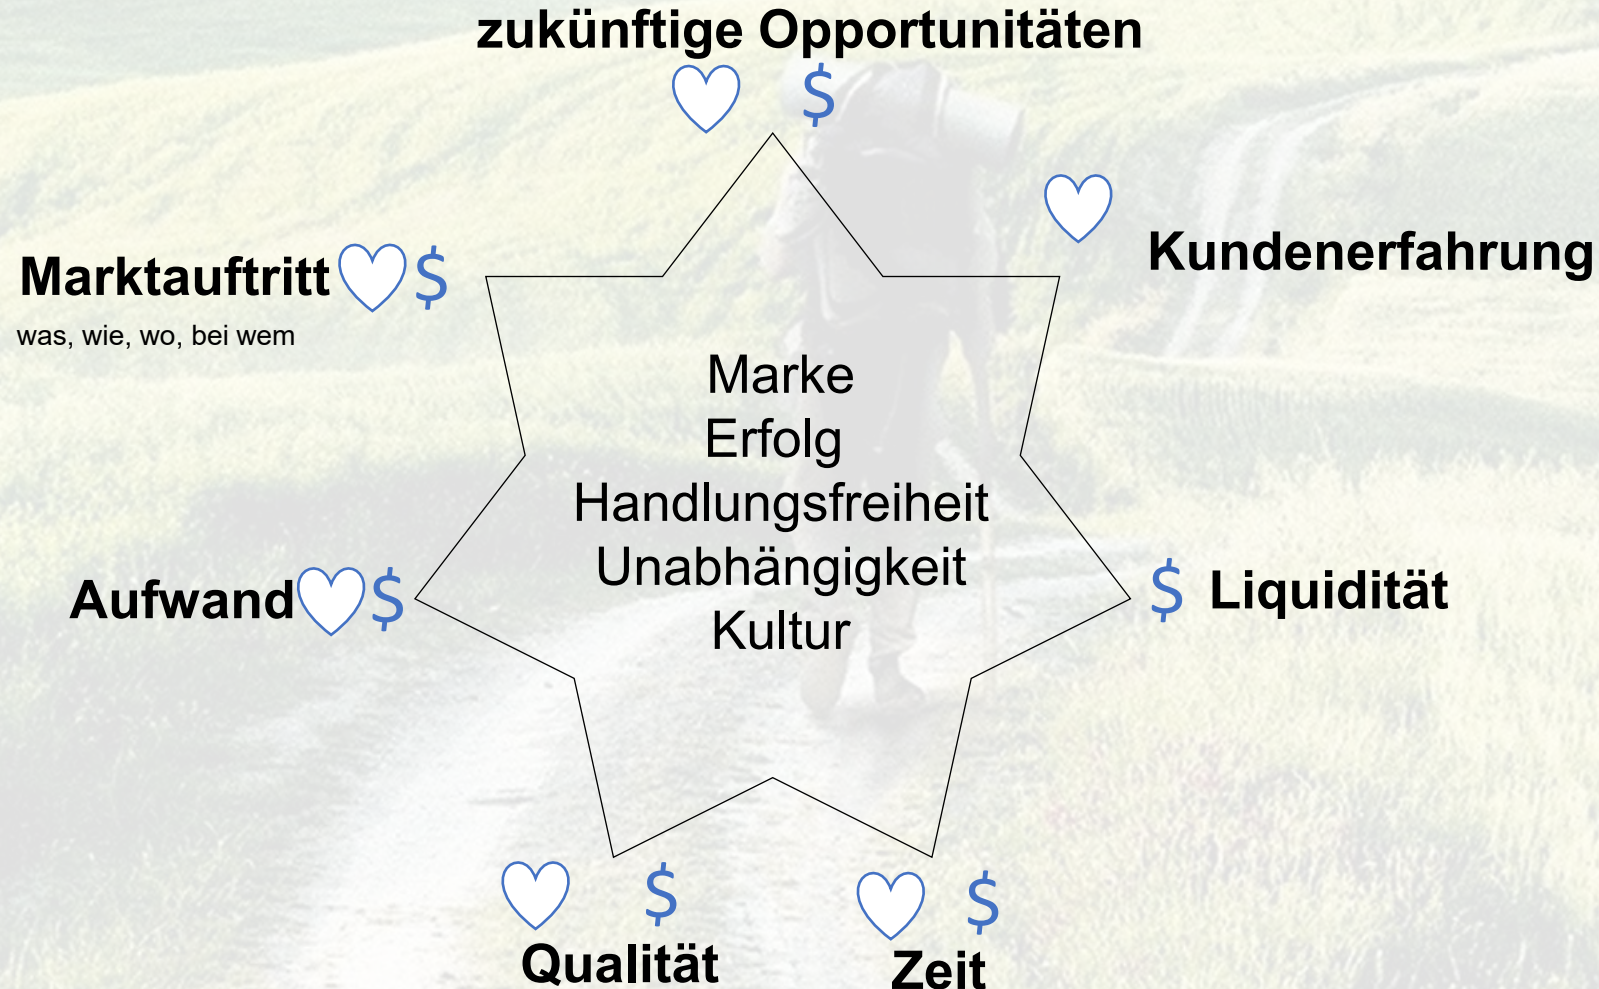 zukünftige Opportunitäten
$
Kundenerfahrung
Marktauftritt $
was, wie, wo, bei wem
Marke
Erfolg
Handlungsfreiheit
Unabhängigkeit
Kultur
Aufwand $
$ Liquidität
$
Qualität
$
Zeit